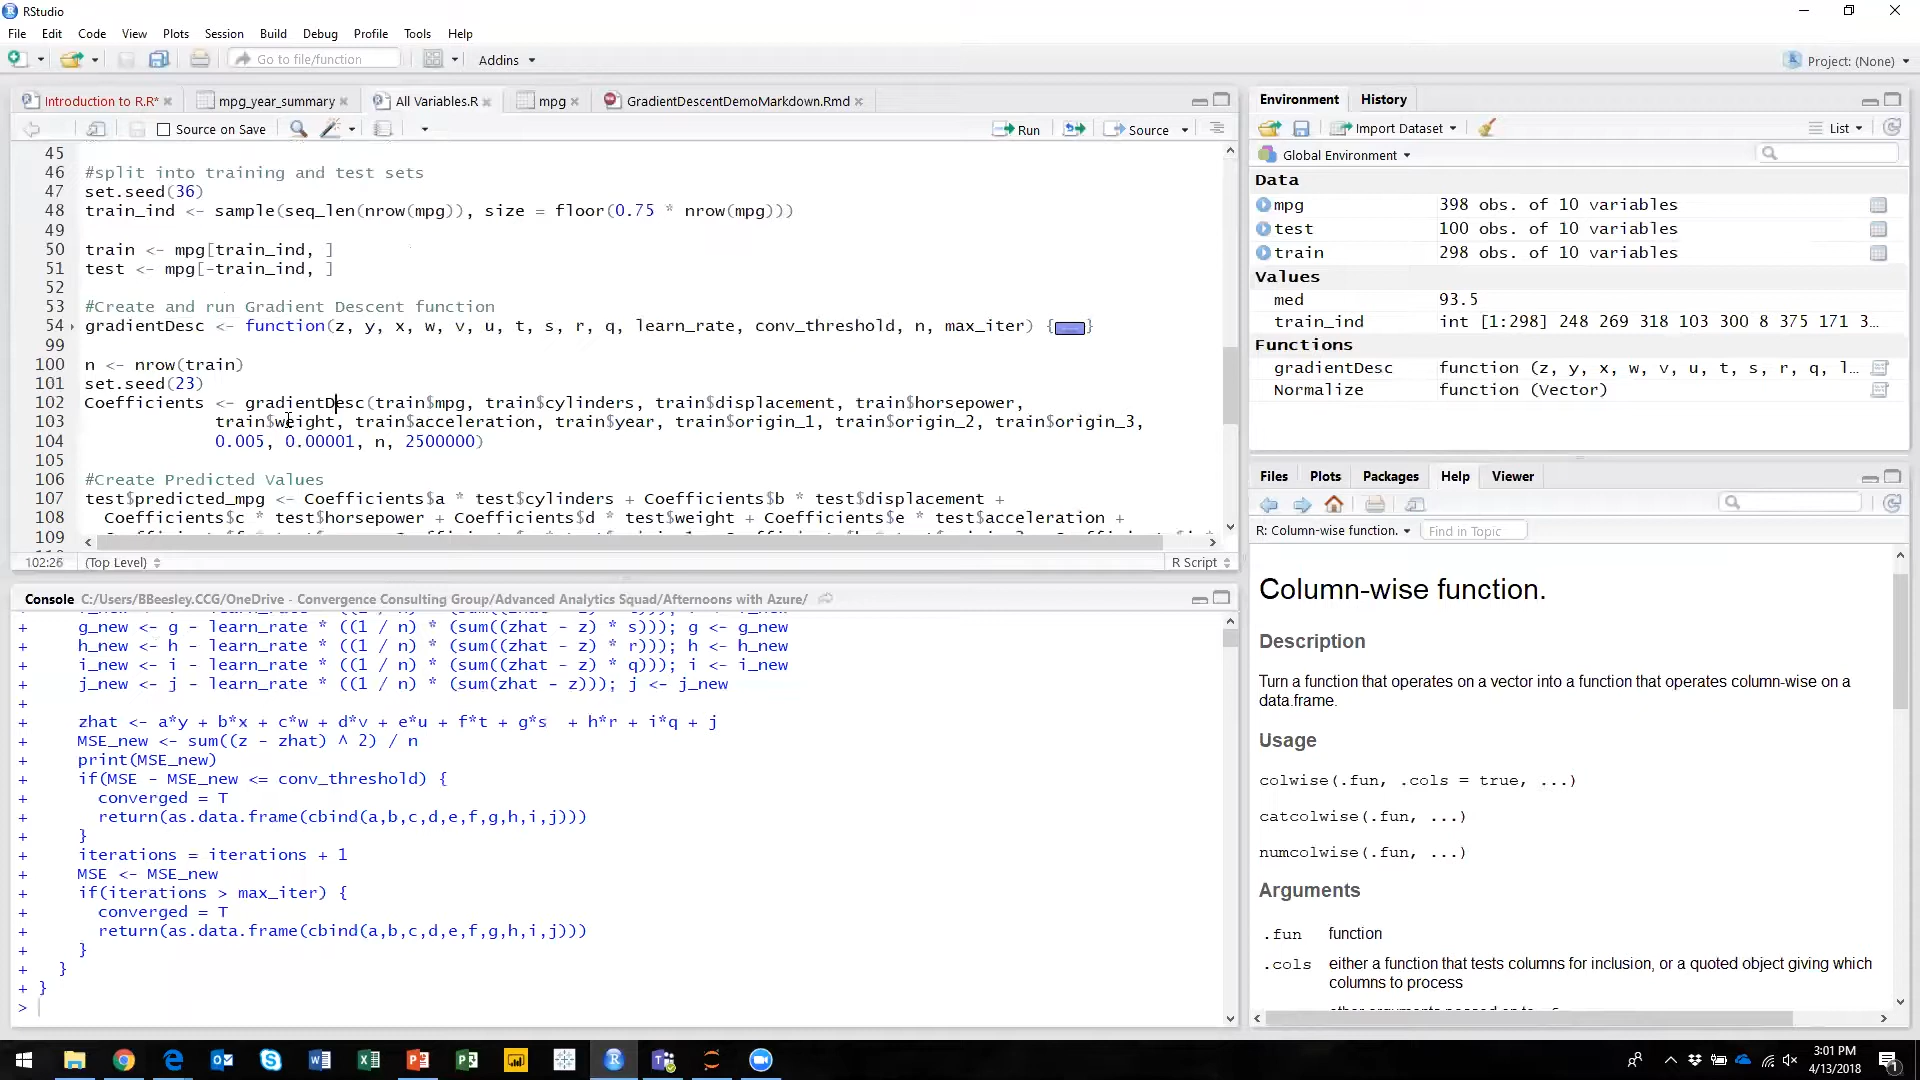 RStudio
File Edit Code View Plots Session Build Debug Profile Tools Help
Go to file/function Addins Project: (None)
Introduction to R.R* mpg_year_summary All Variables.R mpg GradientDescentDemoMarkdown.Rmd
Source on Save Run Source
45
46 #split into training and test sets
47 set.seed(36)
48 train_ind <- sample(seq_len(nrow(mpg)), size = floor(0.75 * nrow(mpg)))
49
50 train <- mpg[train_ind, ]
51 test <- mpg[-train_ind, ]
52
53 #Create and run Gradient Descent function
54 gradientDesc <- function(z, y, x, w, v, u, t, s, r, q, learn_rate, conv_threshold, n, max_iter) {}
99
100 n <- nrow(train)
101 set.seed(23)
102 Coefficients <- gradientDesc(train$mpg, train$cylinders, train$displacement, train$horsepower,
103 train$weight, train$acceleration, train$year, train$origin_1, train$origin_2, train$origin_3,
104 0.005, 0.00001, n, 2500000)
105
106 #Create Predicted Values
107 test$predicted_mpg <- Coefficients$a * test$cylinders + Coefficients$b * test$displacement +
108 Coefficients$c * test$horsepower + Coefficients$d * test$weight + Coefficients$e * test$acceleration +
109
102:26 (Top Level) R Script
Console C:/Users/BBeesley.CCG/OneDrive - Convergence Consulting Group/Advanced Analytics Squad/Afternoons with Azure/
+ g_new <- g - learn_rate * ((1 / n) * (sum((zhat - z) * s))); g <- g_new
+ h_new <- h - learn_rate * ((1 / n) * (sum((zhat - z) * r))); h <- h_new
+ i_new <- i - learn_rate * ((1 / n) * (sum((zhat - z) * q))); i <- i_new
+ j_new <- j - learn_rate * ((1 / n) * (sum(zhat - z))); j <- j_new
+
+ zhat <- a*y + b*x + c*w + d*v + e*u + f*t + g*s + h*r + i*q + j
+ MSE_new <- sum((z - zhat) ^ 2) / n
+ print(MSE_new)
+ if(MSE - MSE_new <= conv_threshold) {
+ converged = T
+ return(as.data.frame(cbind(a,b,c,d,e,f,g,h,i,j)))
+ }
+ iterations = iterations + 1
+ MSE <- MSE_new
+ if(iterations > max_iter) {
+ converged = T
+ return(as.data.frame(cbind(a,b,c,d,e,f,g,h,i,j)))
+ }
+ }
+ }
>
Environment History
Import Dataset List
Global Environment
Data
mpg 398 obs. of 10 variables
test 100 obs. of 10 variables
train 298 obs. of 10 variables
Values
med 93.5
train_ind int [1:298] 248 269 318 103 300 8 375 171 3...
Functions
gradientDesc function (z, y, x, w, v, u, t, s, r, q, l...
Normalize function (Vector)
Files Plots Packages Help Viewer
R: Column-wise function. Find in Topic
Column-wise function.
Description
Turn a function that operates on a vector into a function that operates column-wise on a
data.frame.
Usage
colwise(.fun, .cols = true, ...)
catcolwise(.fun, ...)
numcolwise(.fun, ...)
Arguments
.fun function
.cols either a function that tests columns for inclusion, or a quoted object giving which
columns to process
3:01 PM
4/13/2018